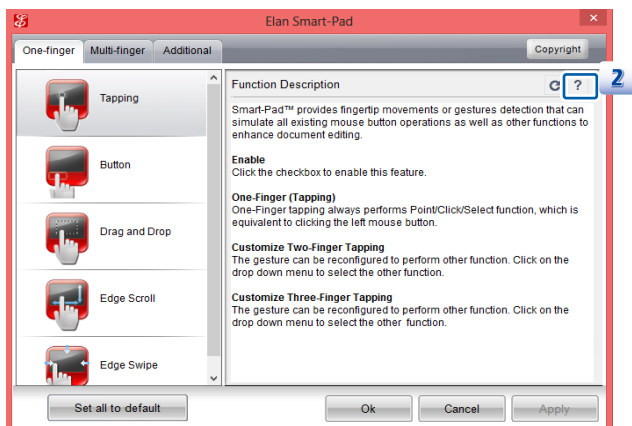 Elan Smart-Pad
×
One-finger Multi-finger Additional
Copyright
Tapping
Button
Drag and Drop
Edge Scroll
Edge Swipe
Function Description
?
2
Smart-Pad™ provides fingertip movements or gestures detection that can
simulate all existing mouse button operations as well as other functions to
enhance document editing.
Enable
Click the checkbox to enable this feature.
One-Finger (Tapping)
One-Finger tapping always performs Point/Click/Select function, which is
equivalent to clicking the left mouse button.
Customize Two-Finger Tapping
The gesture can be reconfigured to perform other function. Click on the
drop down menu to select the other function.
Customize Three-Finger Tapping
The gesture can be reconfigured to perform other function. Click on the
drop down menu to select the other function.
Set all to default
Ok
Cancel
Apply